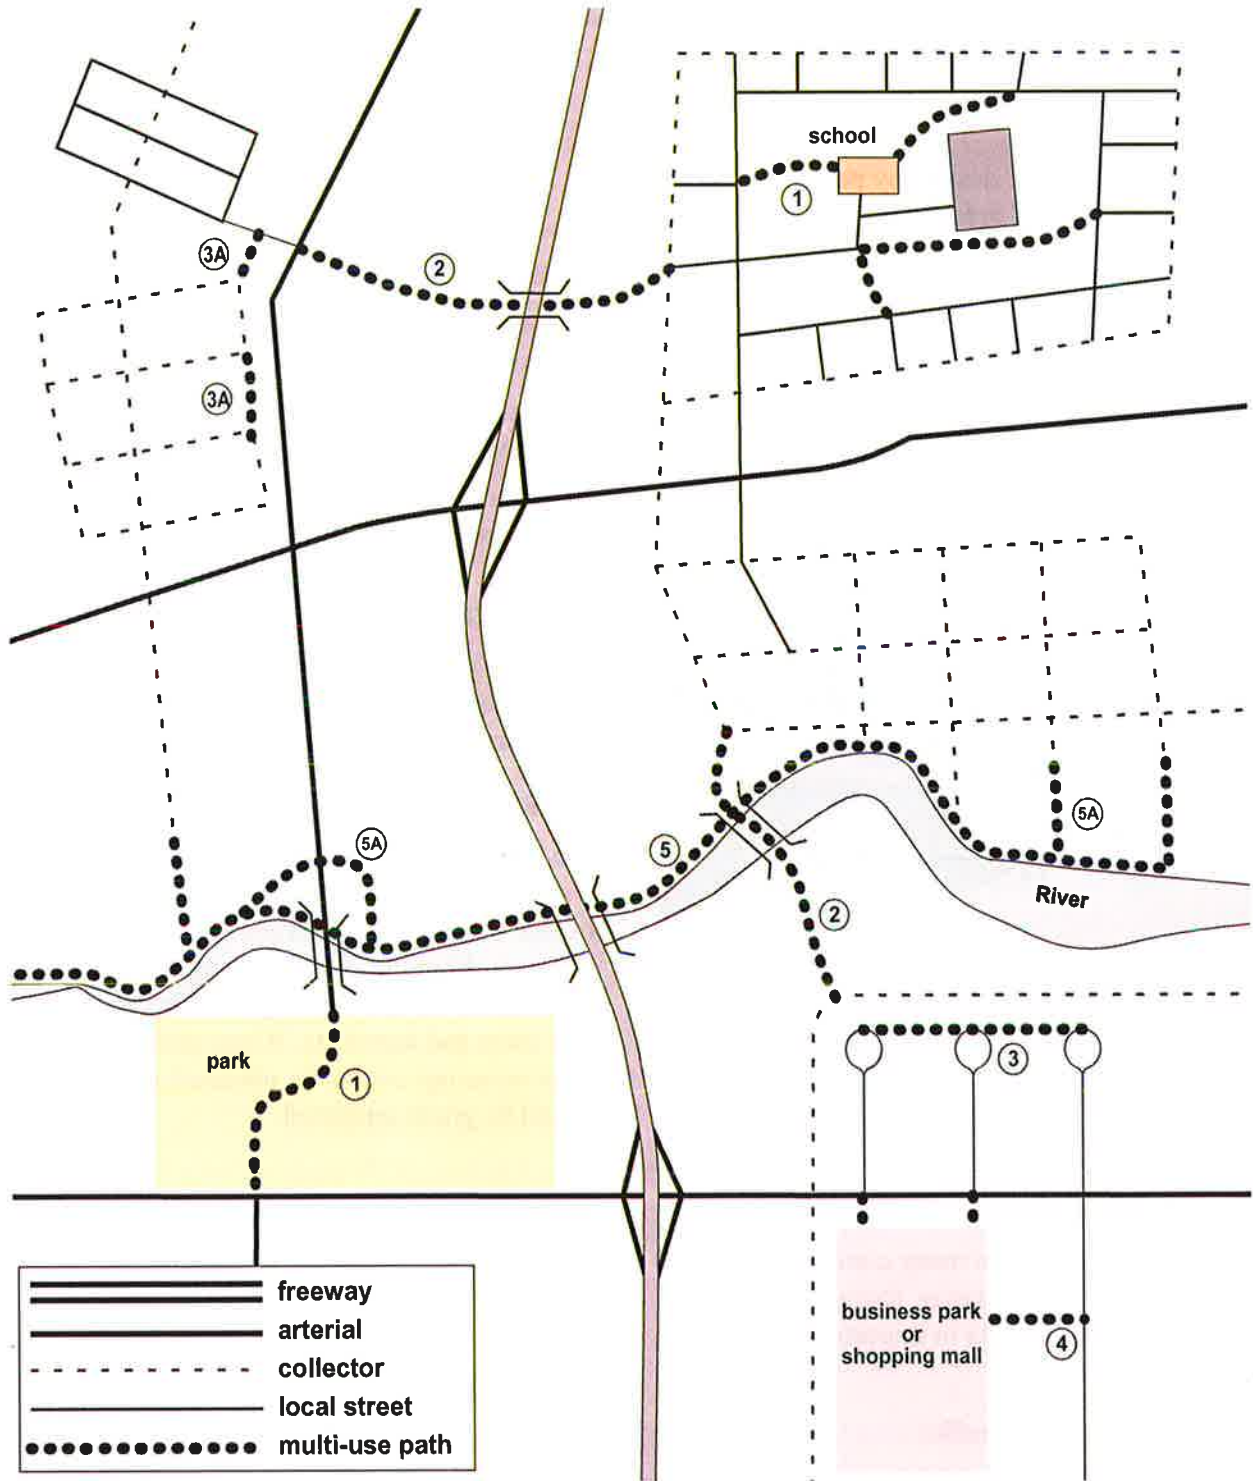 school
1
3A
2
3A
5A
5
5A
River
2
park
1
3
business park
or
shopping mall
4
freeway
arterial
collector
local street
multi-use path